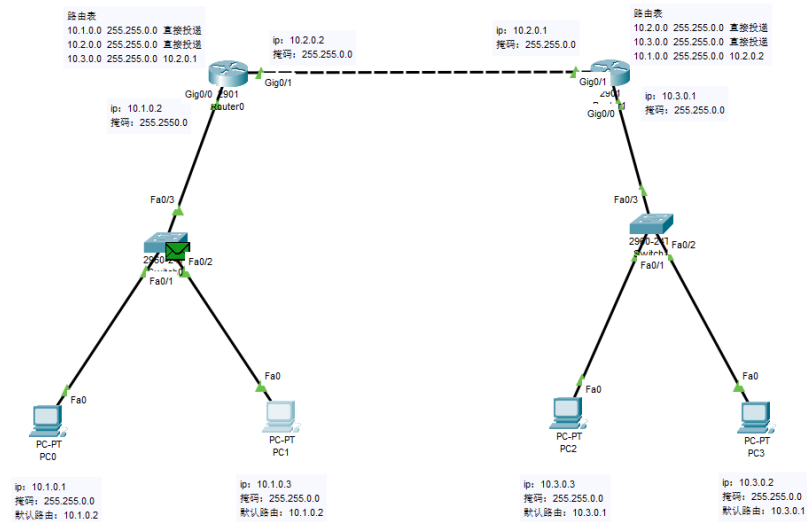 路由表
10.1.0.0 255.255.0.0 直接投递
10.2.0.0 255.255.0.0 直接投递
10.3.0.0 255.255.0.0 10.2.0.1
ip: 10.2.0.2
掩码: 255.255.0.0
ip: 10.2.0.1
掩码: 255.255.0.0
路由表
10.2.0.0 255.255.0.0 直接投递
10.3.0.0 255.255.0.0 直接投递
10.1.0.0 255.255.0.0 10.2.0.2
Gig0/1
Gig0/0
2901
Router0
ip: 10.1.0.2
掩码: 255.2550.0
Gig0/1
2901
Gig0/0
ip: 10.3.0.1
掩码: 255.255.0.0
Fa0/3
Fa0/2
Fa0/1
Fa0/3
2960-24T
Switch1
Fa0/2
Fa0/1
Fa0
PC-PT
PC0
Fa0
PC-PT
PC1
Fa0
PC-PT
PC2
Fa0
PC-PT
PC3
ip: 10.1.0.1
掩码: 255.255.0.0
默认路由: 10.1.0.2
ip: 10.1.0.3
掩码: 255.255.0.0
默认路由: 10.1.0.2
ip: 10.3.0.3
掩码: 255.255.0.0
默认路由: 10.3.0.1
ip: 10.3.0.2
掩码: 255.255.0.0
默认路由: 10.3.0.1